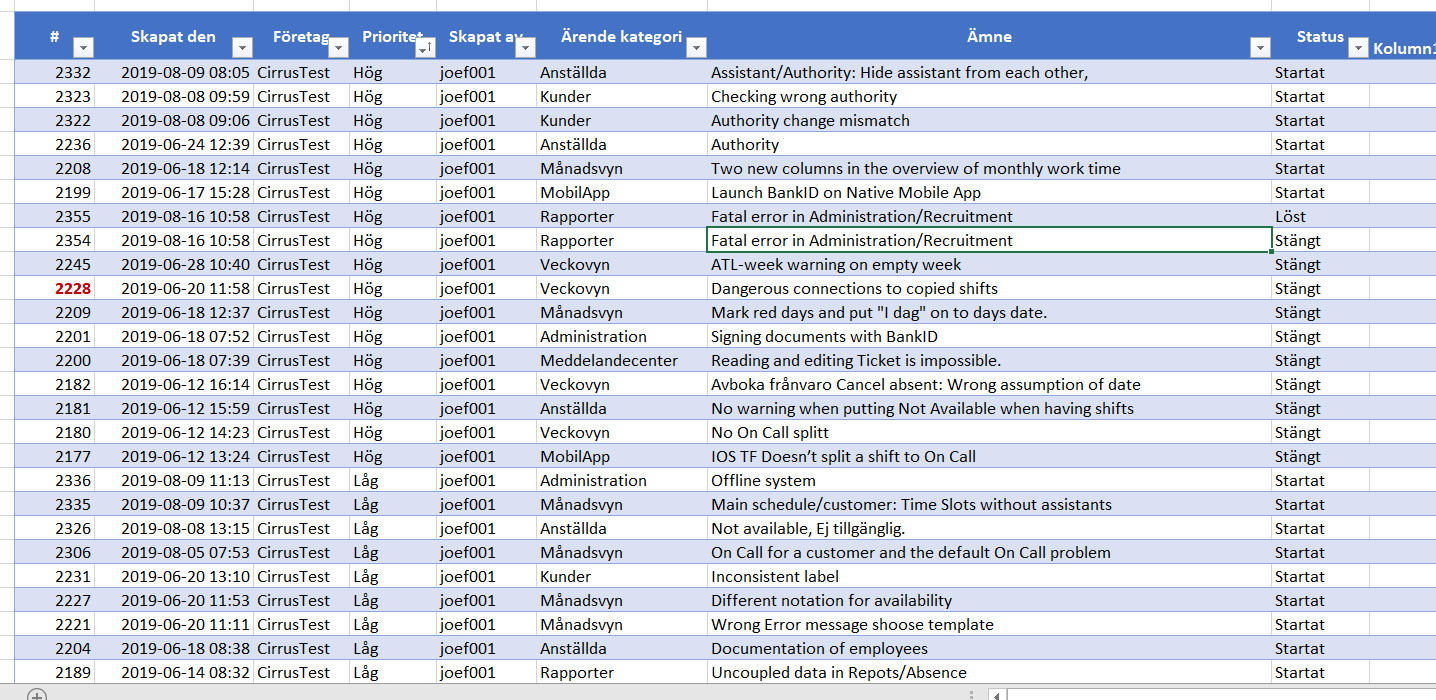 # Skapat den Företag Prioritet Skapat av Ärende kategori Ämne Status Kolumn1
2332 2019-08-09 08:05 CirrusTest Hög joef001 Anställda Assistant/Authority: Hide assistant from each other, Startat
2323 2019-08-08 09:59 CirrusTest Hög joef001 Kunder Checking wrong authority Startat
2322 2019-08-08 09:06 CirrusTest Hög joef001 Kunder Authority change mismatch Startat
2236 2019-06-24 12:39 CirrusTest Hög joef001 Anställda Authority Startat
2208 2019-06-18 12:14 CirrusTest Hög joef001 Månadsvyn Two new columns in the overview of monthly work time Startat
2199 2019-06-17 15:28 CirrusTest Hög joef001 MobilApp Launch BankID on Native Mobile App Startat
2355 2019-08-16 10:58 CirrusTest Hög joef001 Rapporter Fatal error in Administration/Recruitment Löst
2354 2019-08-16 10:58 CirrusTest Hög joef001 Rapporter Fatal error in Administration/Recruitment Stängt
2245 2019-06-28 10:40 CirrusTest Hög joef001 Veckovyn ATL-week warning on empty week Stängt
2228 2019-06-20 11:58 CirrusTest Hög joef001 Veckovyn Dangerous connections to copied shifts Stängt
2209 2019-06-18 12:37 CirrusTest Hög joef001 Månadsvyn Mark red days and put "I dag" on to days date. Stängt
2201 2019-06-18 07:52 CirrusTest Hög joef001 Administration Signing documents with BankID Stängt
2200 2019-06-18 07:39 CirrusTest Hög joef001 Meddelandecenter Reading and editing Ticket is impossible. Stängt
2182 2019-06-12 16:14 CirrusTest Hög joef001 Veckovyn Avboka frånvaro Cancel absent: Wrong assumption of date Stängt
2181 2019-06-12 15:59 CirrusTest Hög joef001 Anställda No warning when putting Not Available when having shifts Stängt
2180 2019-06-12 14:23 CirrusTest Hög joef001 Veckovyn No On Call splitt Stängt
2177 2019-06-12 13:24 CirrusTest Hög joef001 MobilApp IOS TF Doesn’t split a shift to On Call Stängt
2336 2019-08-09 11:13 CirrusTest Låg joef001 Administration Offline system Startat
2335 2019-08-09 10:37 CirrusTest Låg joef001 Månadsvyn Main schedule/customer: Time Slots without assistants Startat
2326 2019-08-08 13:15 CirrusTest Låg joef001 Anställda Not available, Ej tillgänglig. Startat
2306 2019-08-05 07:53 CirrusTest Låg joef001 Månadsvyn On Call for a customer and the default On Call problem Startat
2231 2019-06-20 13:10 CirrusTest Låg joef001 Kunder Inconsistent label Startat
2227 2019-06-20 11:53 CirrusTest Låg joef001 Månadsvyn Different notation for availability Startat
2221 2019-06-20 11:11 CirrusTest Låg joef001 Månadsvyn Wrong Error message shoose template Startat
2204 2019-06-18 08:38 CirrusTest Låg joef001 Anställda Documentation of employees Startat
2189 2019-06-14 08:32 CirrusTest Låg joef001 Rapporter Uncoupled data in Repots/Absence Startat